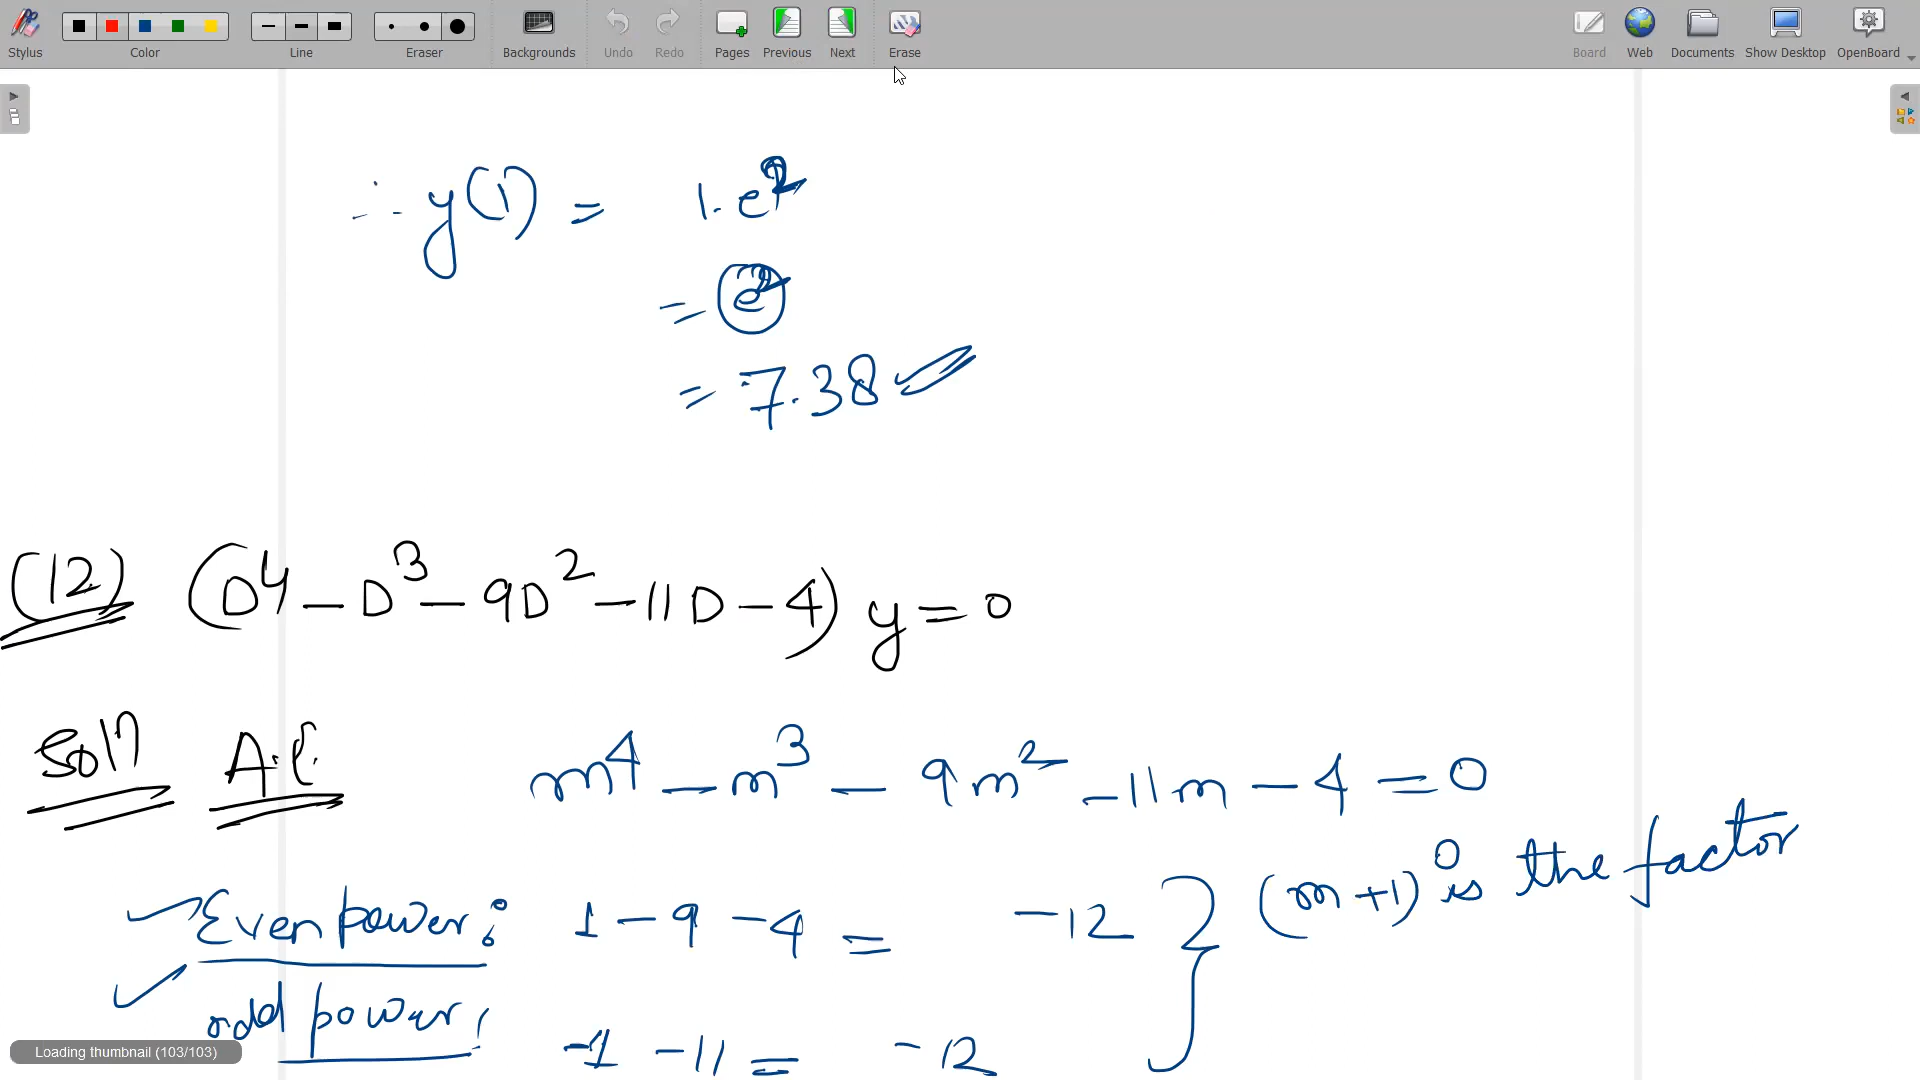 Stylus Color Line Eraser Backgrounds Undo Redo Pages Previous Next Erase Board Web Documents Show Desktop OpenBoard
∴ y(1) = 1.e²
= e²
= 7.38
(12) (D⁴ - D³ - 9D² - 11D - 4) y = 0
Solⁿ A.E. m⁴ - m³ - 9m² - 11m - 4 = 0
Even power: 1 - 9 - 4 = -12 } (m+1) is the factor
odd power: -1 - 11 = -12
Loading thumbnail (103/103)